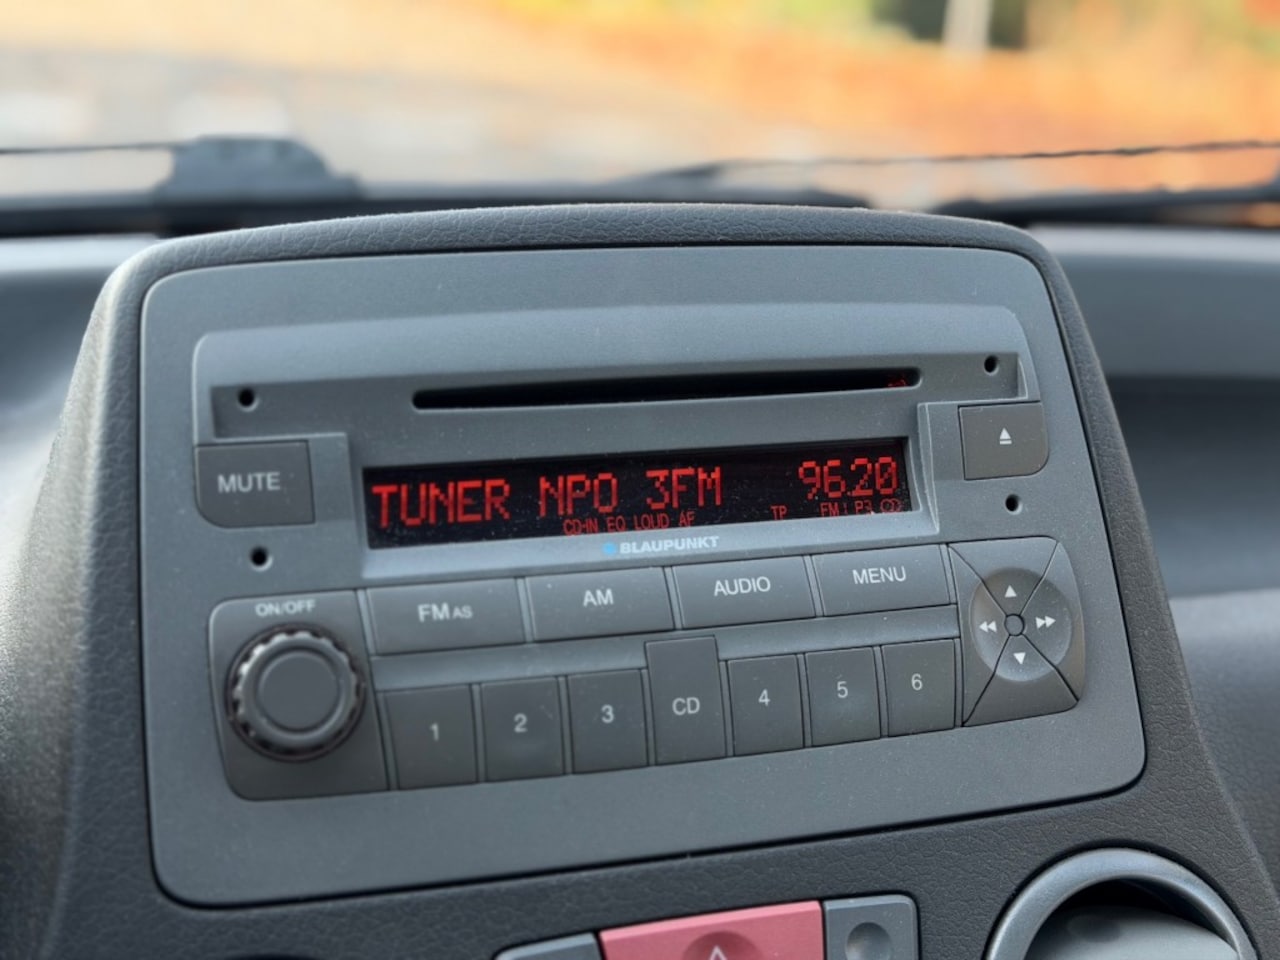 MUTE
TUNER NPO 3FM 96.20
CD-IN EQ LOUD AF TP FM1 P3
BLAUPUNKT
ON/OFF
FM AS AM AUDIO MENU
1 2 3 CD 4 5 6